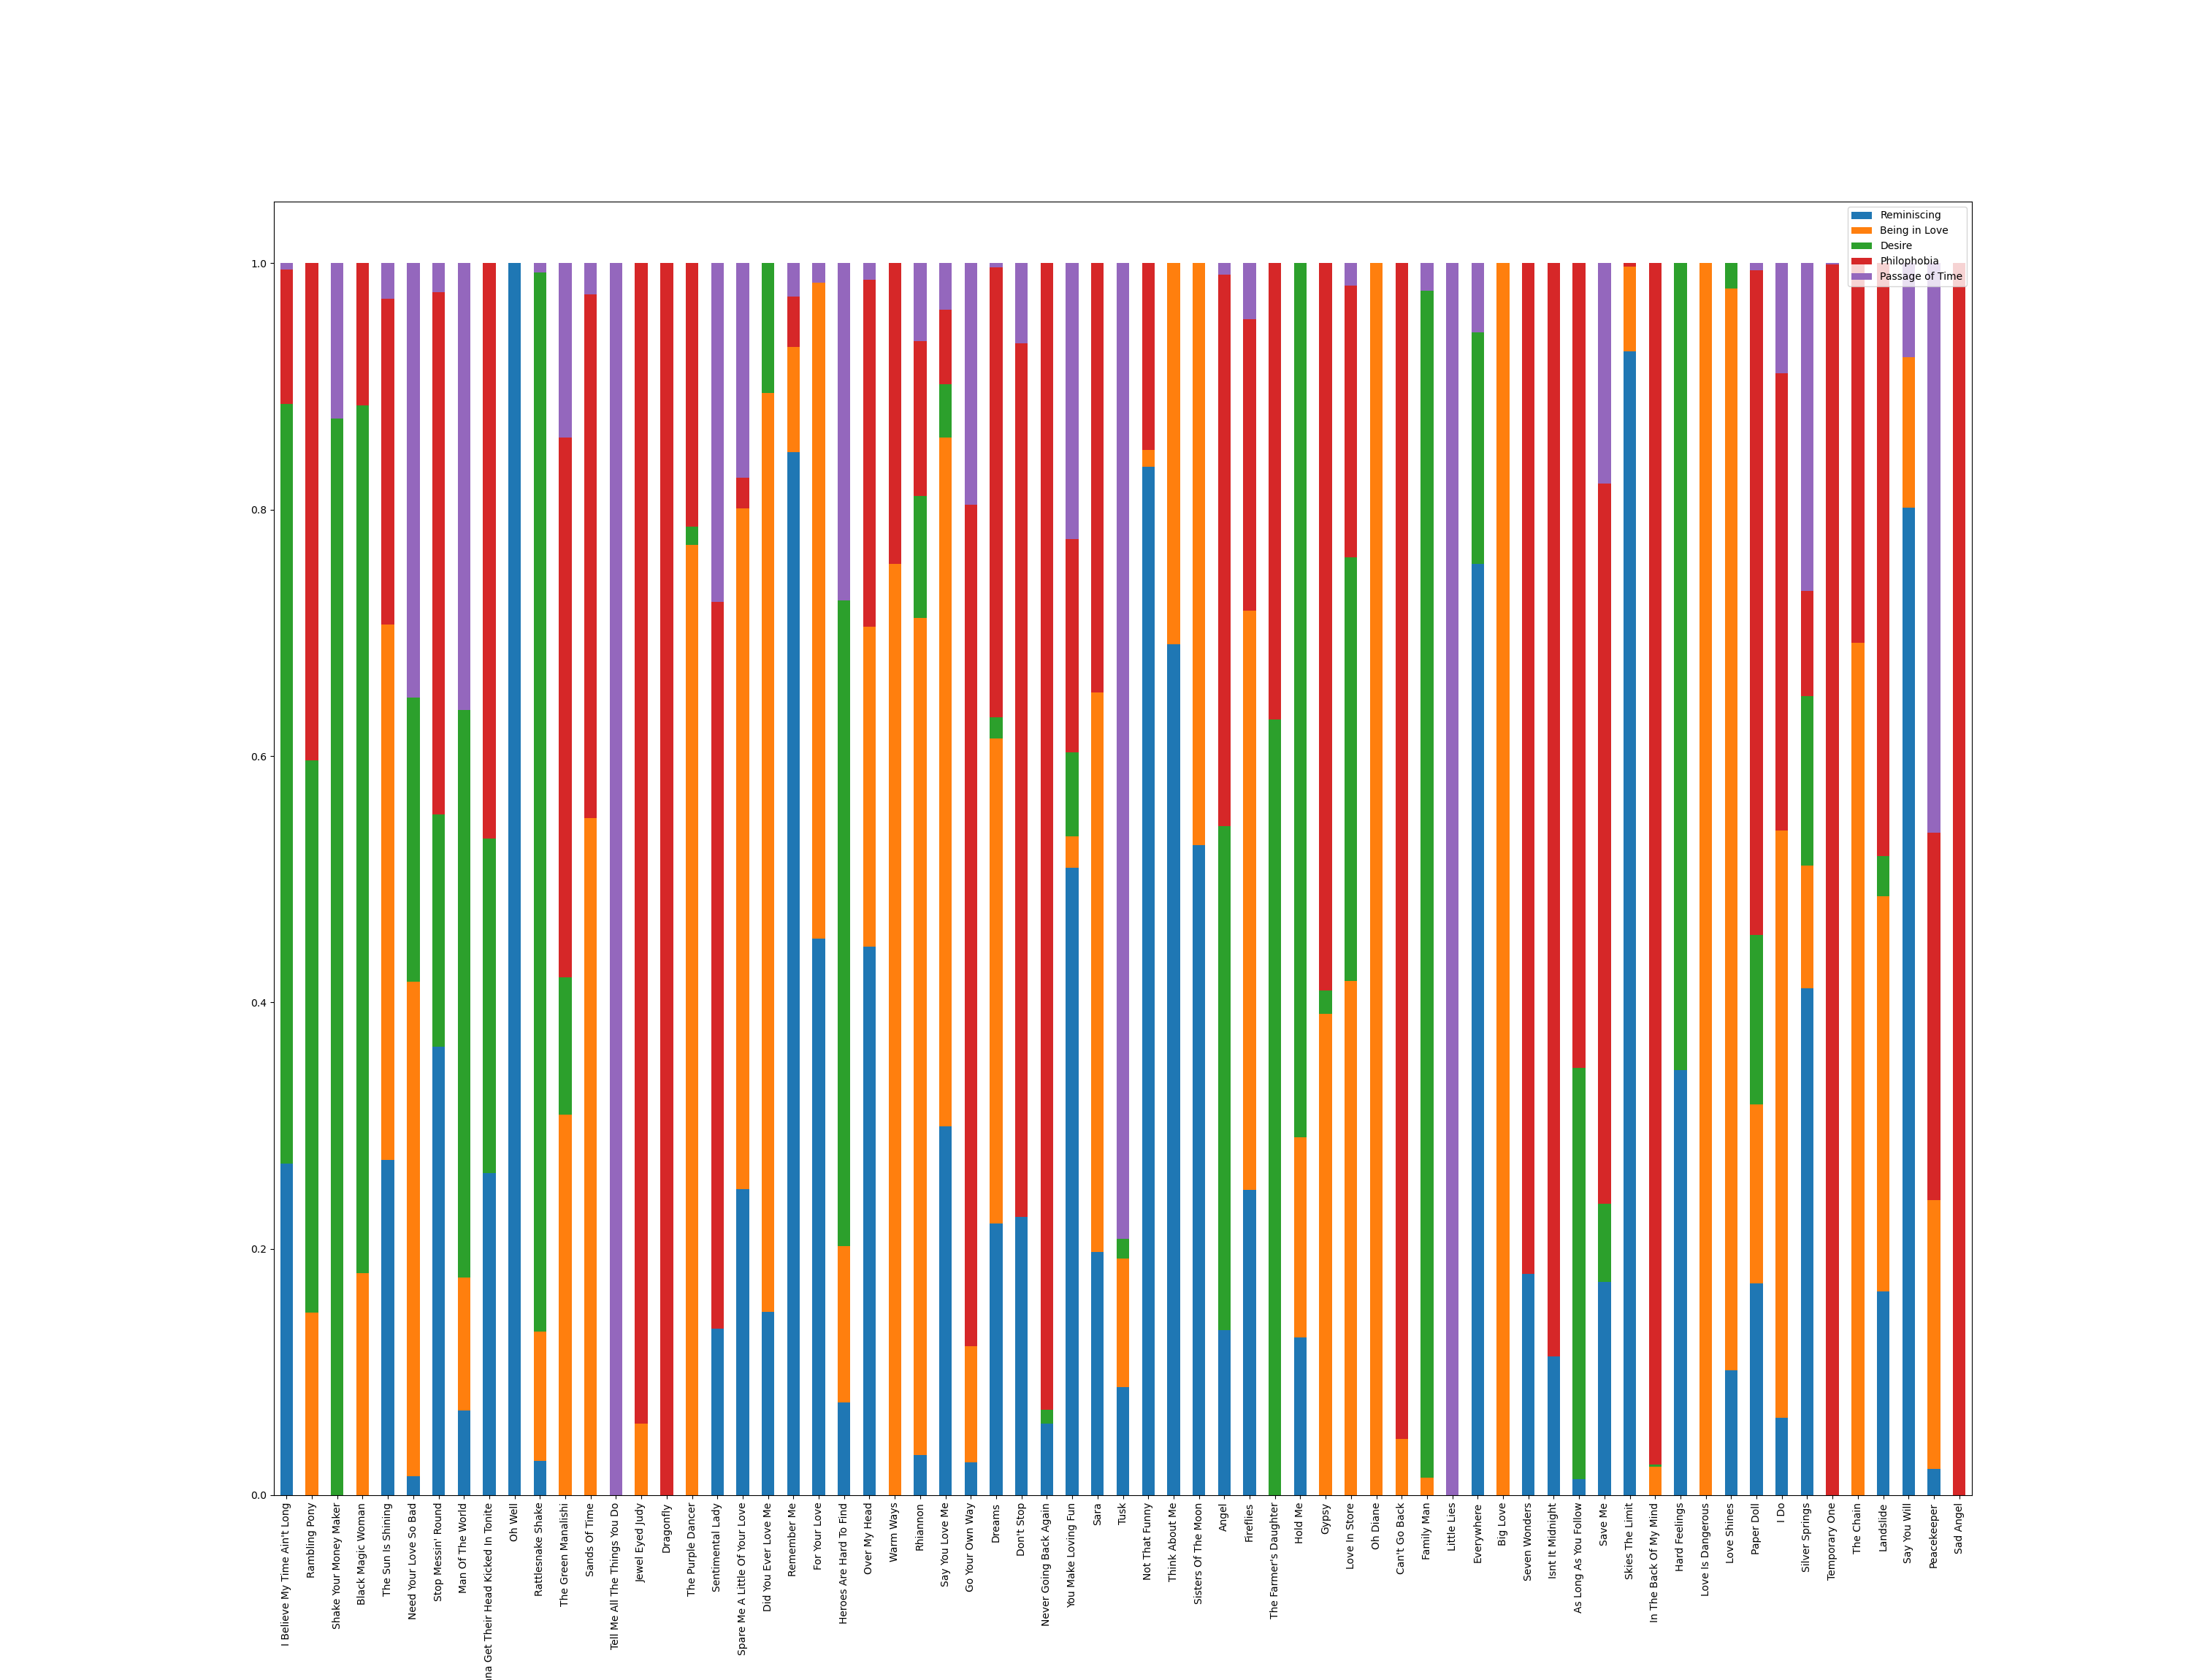 Reminiscing
Being in Love
Desire
Philophobia
Passage of Time
1.0
0.8
0.6
0.4
0.2
0.0
I Believe My Time Ain't Long
Rambling Pony
Shake Your Money Maker
Black Magic Woman
The Sun Is Shining
Need Your Love So Bad
Stop Messin' Round
Man Of The World
Get Their Head Kicked In Tonite
Oh Well
Rattlesnake Shake
The Green Manalishi
Sands Of Time
Tell Me All The Things You Do
Jewel Eyed Judy
Dragonfly
The Purple Dancer
Sentimental Lady
Spare Me A Little Of Your Love
Did You Ever Love Me
Remember Me
For Your Love
Heroes Are Hard To Find
Over My Head
Warm Ways
Rhiannon
Say You Love Me
Go Your Own Way
Dreams
Don't Stop
Never Going Back Again
You Make Loving Fun
Sara
Tusk
Not That Funny
Think About Me
Sisters Of The Moon
Angel
Fireflies
The Farmer's Daughter
Hold Me
Gypsy
Love In Store
Oh Diane
Can't Go Back
Family Man
Little Lies
Everywhere
Big Love
Seven Wonders
Isnt It Midnight
As Long As You Follow
Save Me
Skies The Limit
In The Back Of My Mind
Hard Feelings
Love Is Dangerous
Love Shines
Paper Doll
I Do
Silver Springs
Temporary One
The Chain
Landslide
Say You Will
Peacekeeper
Sad Angel